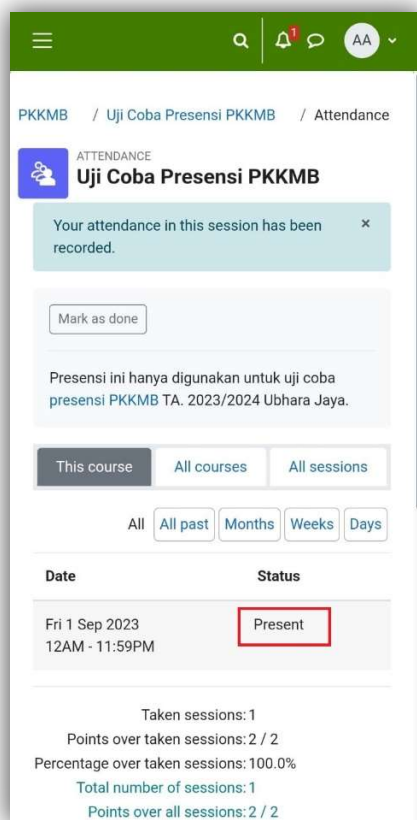 1
AA
PKKMB / Uji Coba Presensi PKKMB / Attendance
ATTENDANCE
Uji Coba Presensi PKKMB
Your attendance in this session has been ×
recorded.
Mark as done
Presensi ini hanya digunakan untuk uji coba
presensi PKKMB TA. 2023/2024 Ubhara Jaya.
This course All courses All sessions
All All past Months Weeks Days
Date Status
Fri 1 Sep 2023 Present
12AM - 11:59PM
Taken sessions: 1
Points over taken sessions: 2 / 2
Percentage over taken sessions: 100.0%
Total number of sessions: 1
Points over all sessions: 2 / 2